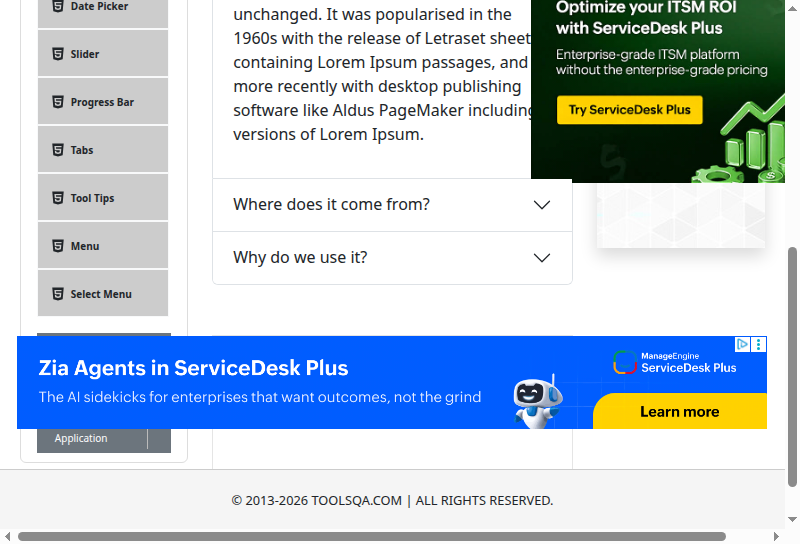 Date Picker
Slider
Progress Bar
Tabs
Tool Tips
Menu
Select Menu
Application
unchanged. It was popularised in the
1960s with the release of Letraset sheet
containing Lorem Ipsum passages, and
more recently with desktop publishing
software like Aldus PageMaker including
versions of Lorem Ipsum.
Where does it come from?
Why do we use it?
Optimize your ITSM ROI
with ServiceDesk Plus
Enterprise-grade ITSM platform
without the enterprise-grade pricing
Try ServiceDesk Plus
Zia Agents in ServiceDesk Plus
The AI sidekicks for enterprises that want outcomes, not the grind
ManageEngine
ServiceDesk Plus
Learn more
© 2013-2026 TOOLSQA.COM | ALL RIGHTS RESERVED.